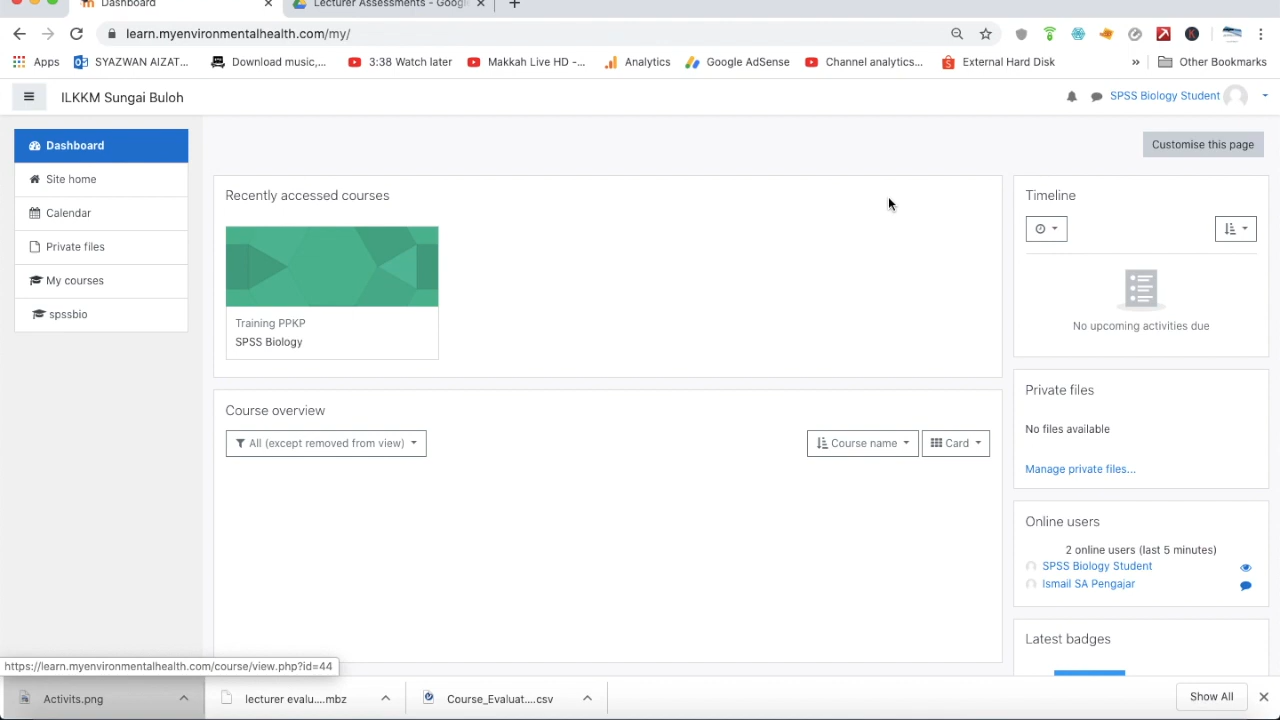 Dashboard
Lecturer Assessments - Googl
learn.myenvironmentalhealth.com/my/
Apps
SYAZWAN AIZAT...
Download music,...
3:38 Watch later
Makkah Live HD -...
Analytics
Google AdSense
Channel analytics...
External Hard Disk
»
Other Bookmarks
ILKKM Sungai Buloh
SPSS Biology Student
Dashboard
Site home
Calendar
Private files
My courses
spssbio
Customise this page
Recently accessed courses
Training PPKP
SPSS Biology
Course overview
All (except removed from view)
Course name
Card
Timeline
No upcoming activities due
Private files
No files available
Manage private files...
Online users
2 online users (last 5 minutes)
SPSS Biology Student
Ismail SA Pengajar
Latest badges
https://learn.myenvironmentalhealth.com/course/view.php?id=44
Activits.png
lecturer evalu....mbz
Course_Evaluat....csv
Show All